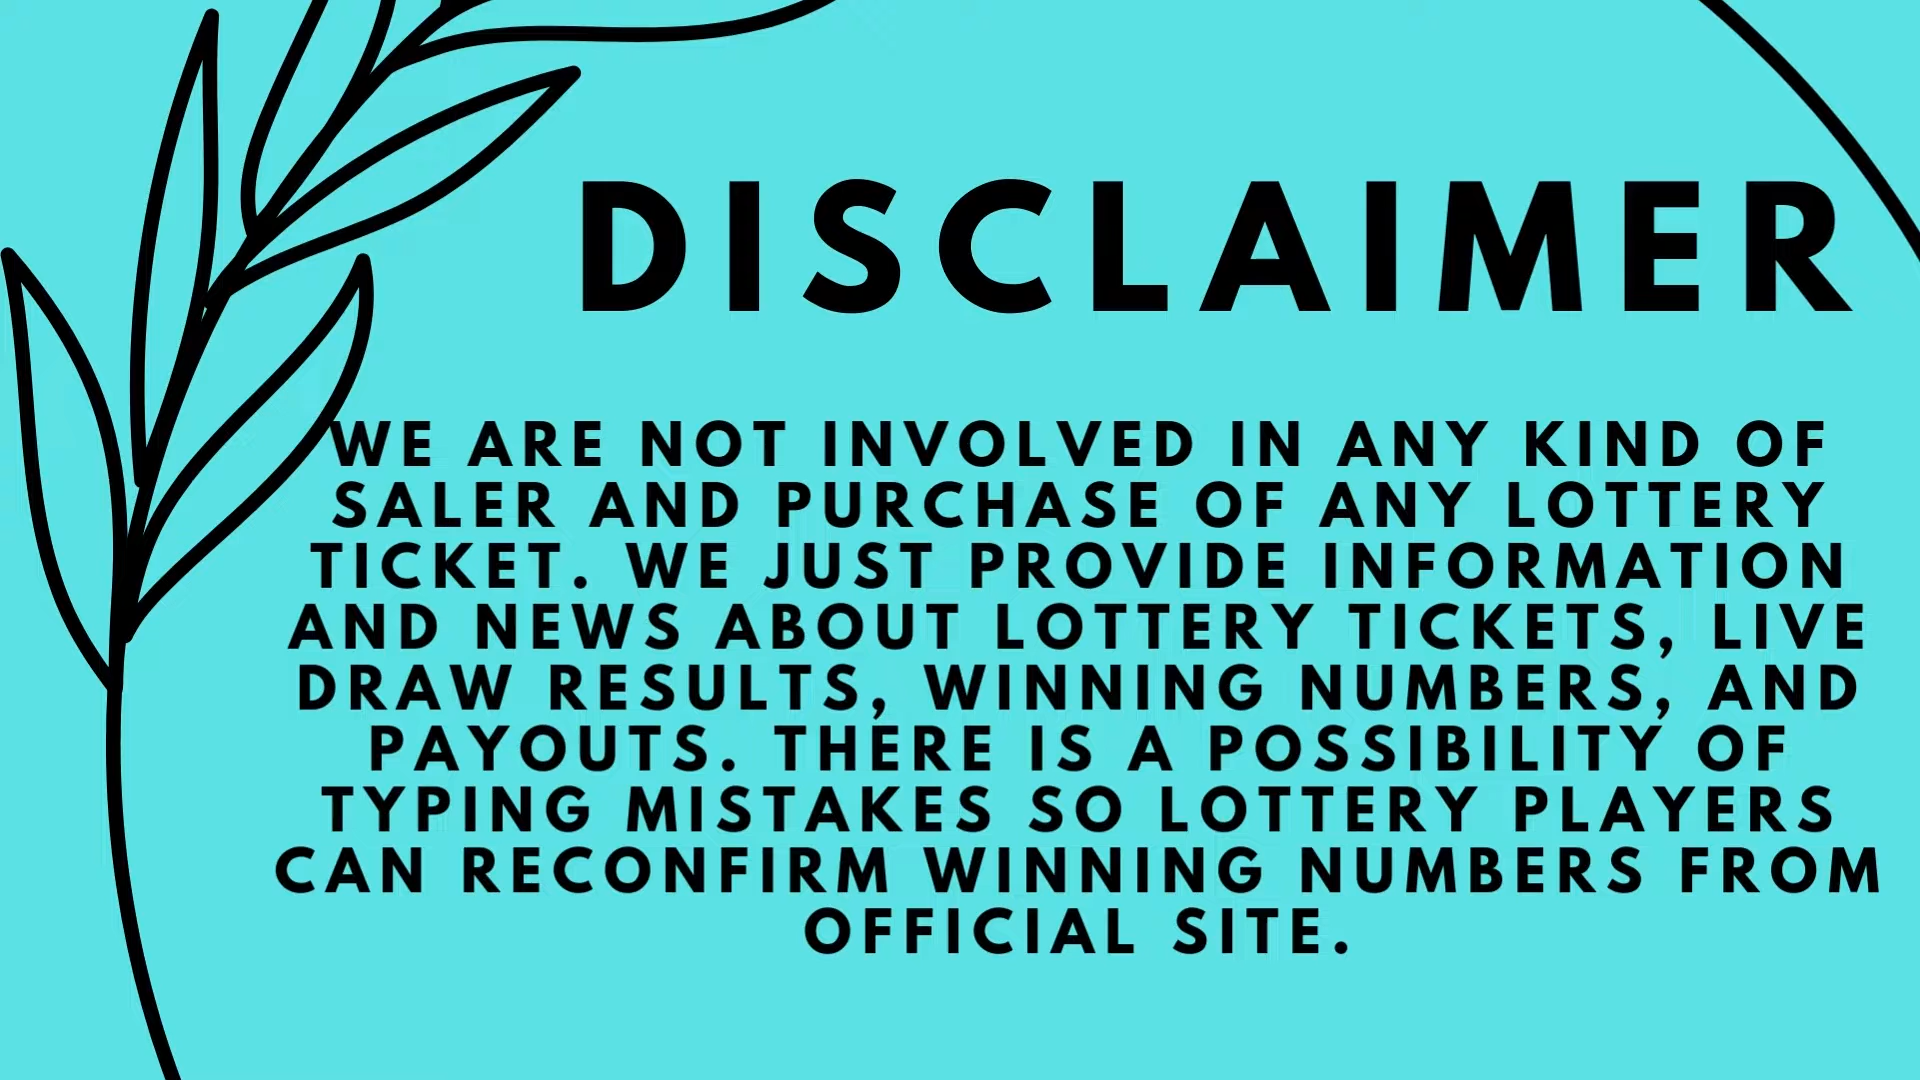 DISCLAIMER
WE ARE NOT INVOLVED IN ANY KIND OF
SALER AND PURCHASE OF ANY LOTTERY
TICKET. WE JUST PROVIDE INFORMATION
AND NEWS ABOUT LOTTERY TICKETS, LIVE
DRAW RESULTS, WINNING NUMBERS, AND
PAYOUTS. THERE IS A POSSIBILITY OF
TYPING MISTAKES SO LOTTERY PLAYERS
CAN RECONFIRM WINNING NUMBERS FROM
OFFICIAL SITE.